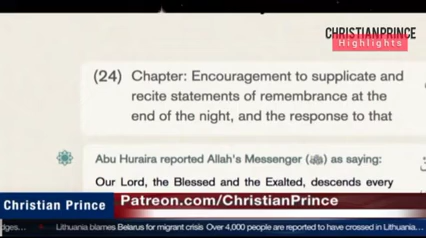 CHRISTIANPRINCE
Highlights
(24) Chapter: Encouragement to supplicate and
recite statements of remembrance at the
end of the night, and the response to that
Abu Huraira reported Allah's Messenger (ﷺ) as saying:
Our Lord, the Blessed and the Exalted, descends every
Christian Prince
Patreon.com/ChristianPrince
dges... Lithuania blames Belarus for migrant crisis Over 4,000 people are reported to have crossed in Lithuania...